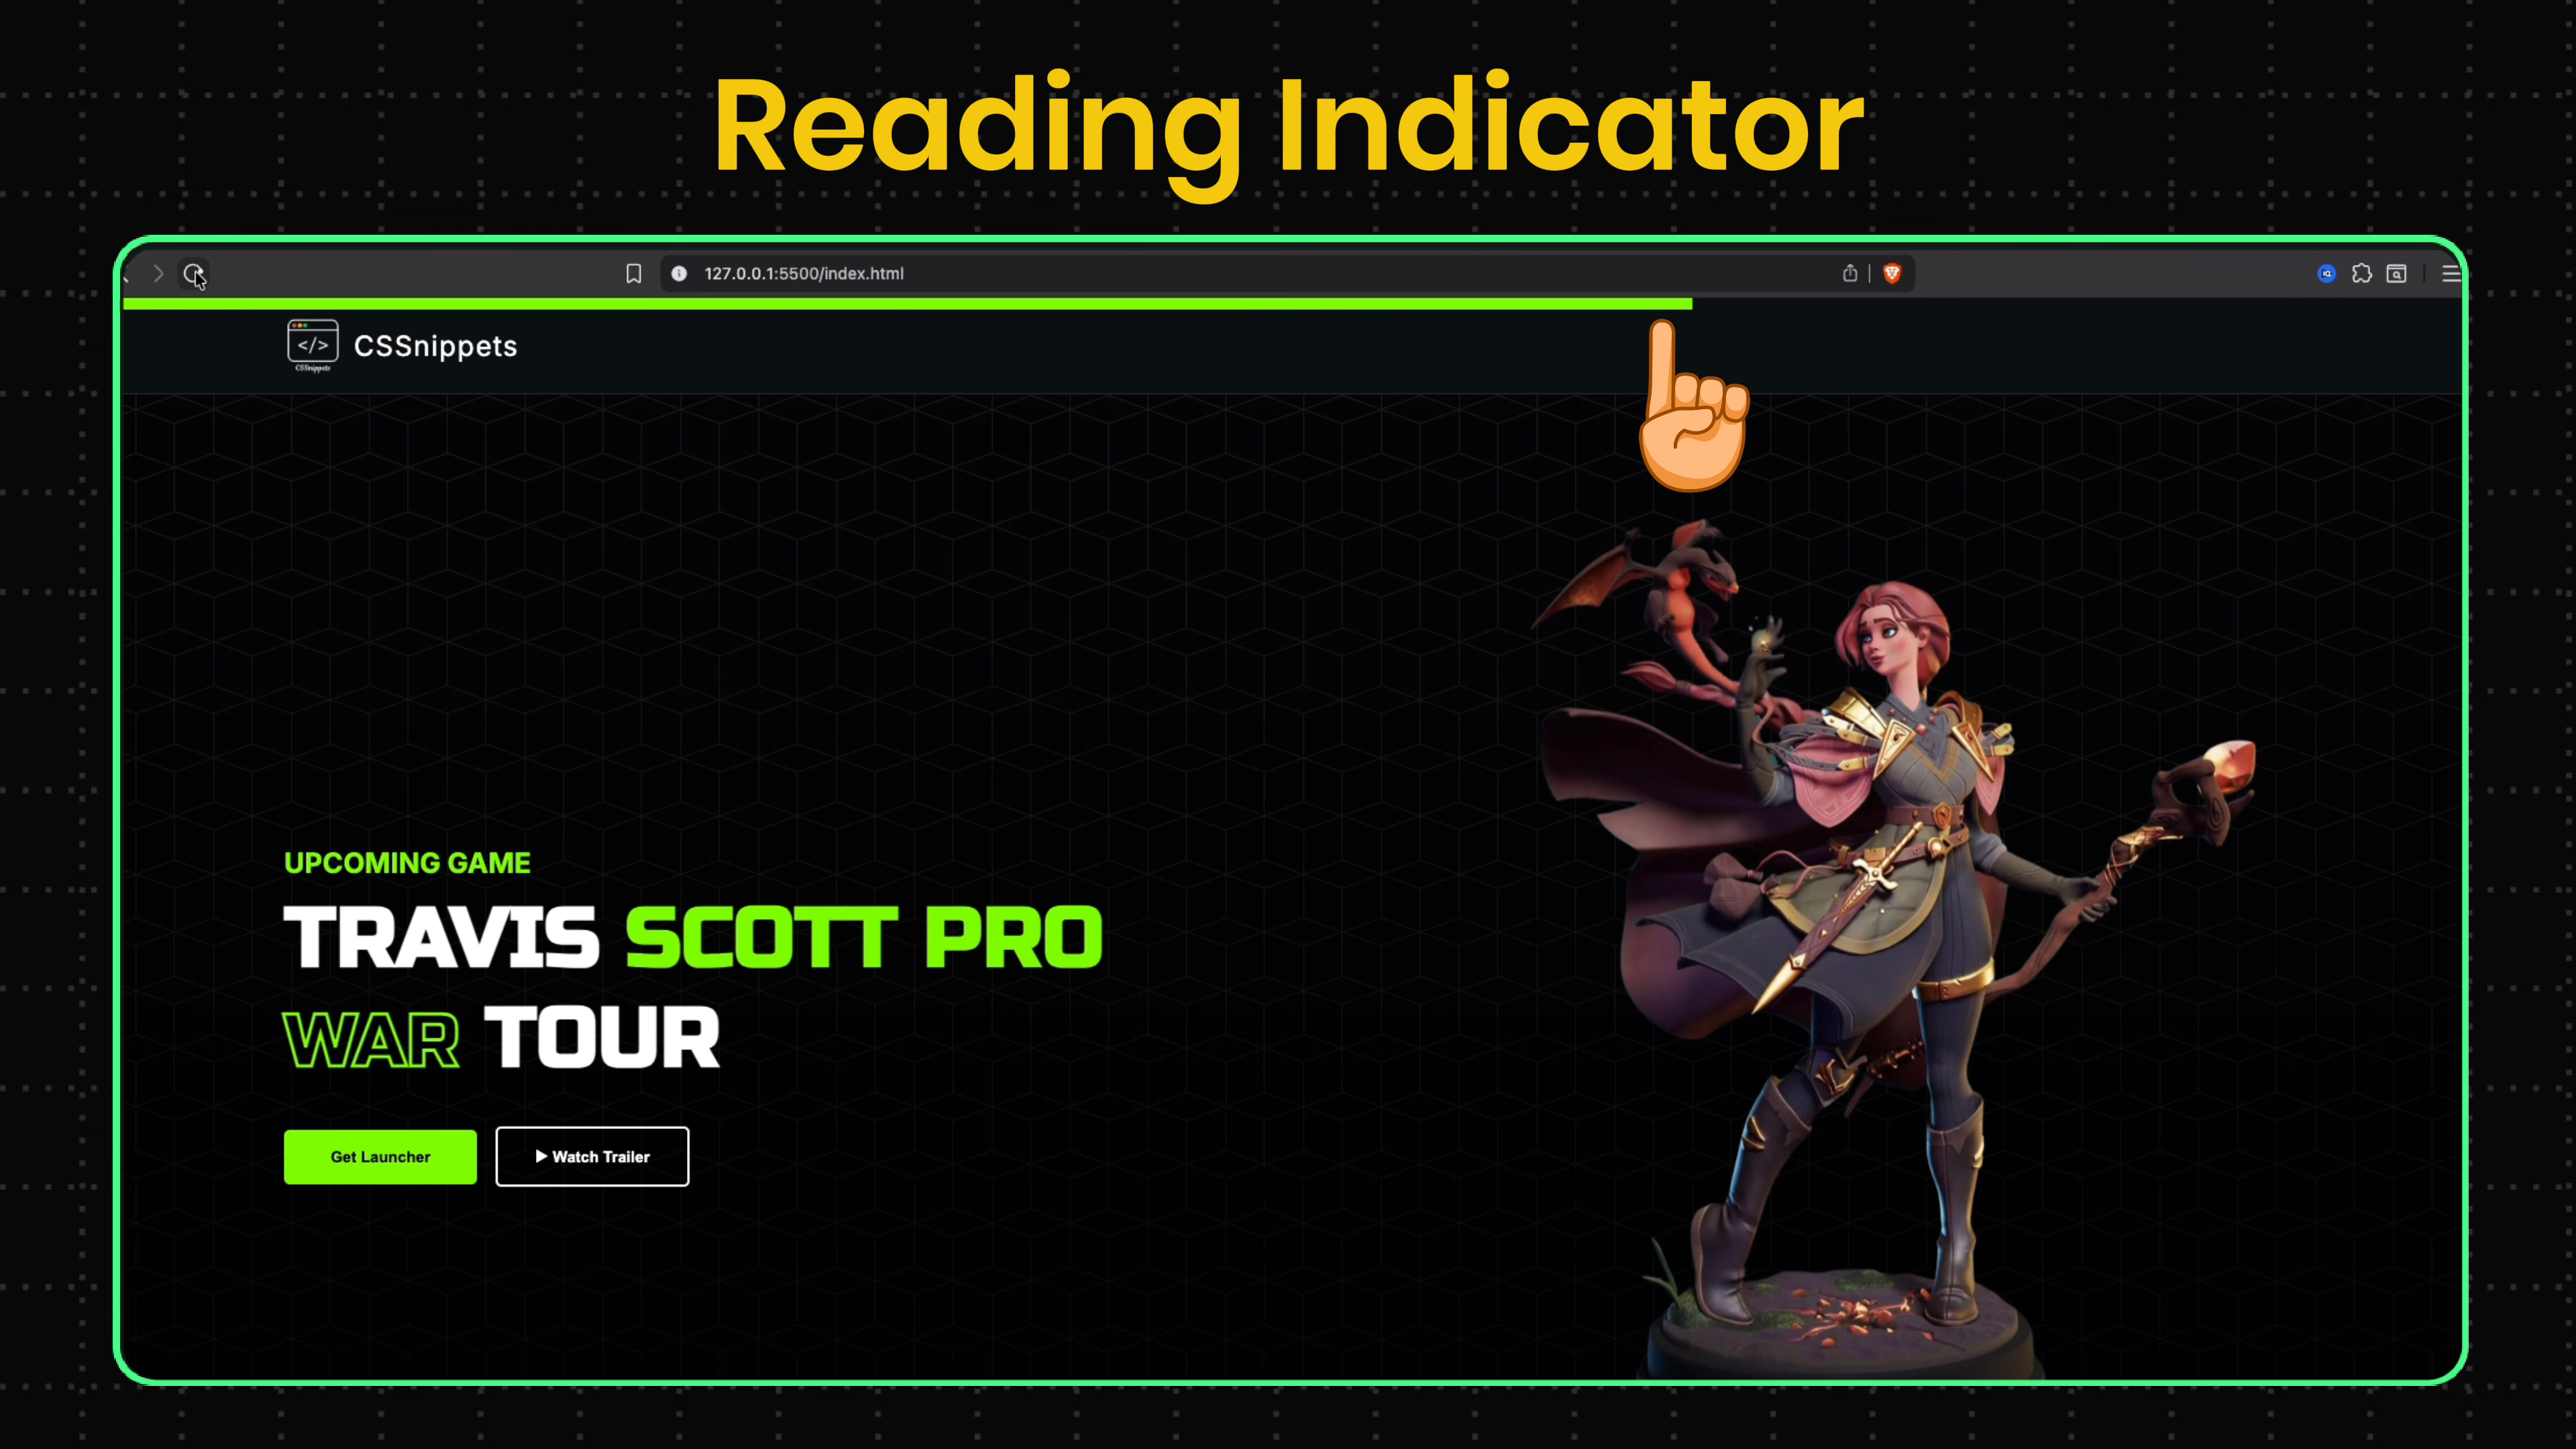 Reading Indicator
127.0.0.1:5500/index.html
</>
CSSnippets
CSSnippets
UPCOMING GAME
TRAVIS SCOTT PRO
WAR TOUR
Get Launcher
Watch Trailer